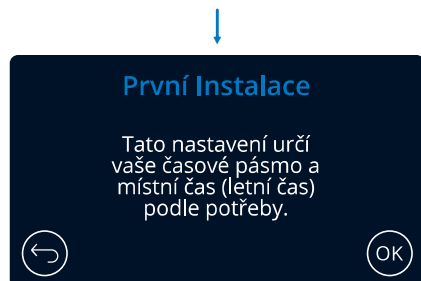 První Instalace
Tato nastavení určí
vaše časové pásmo a
místní čas (letní čas)
podle potřeby.
OK